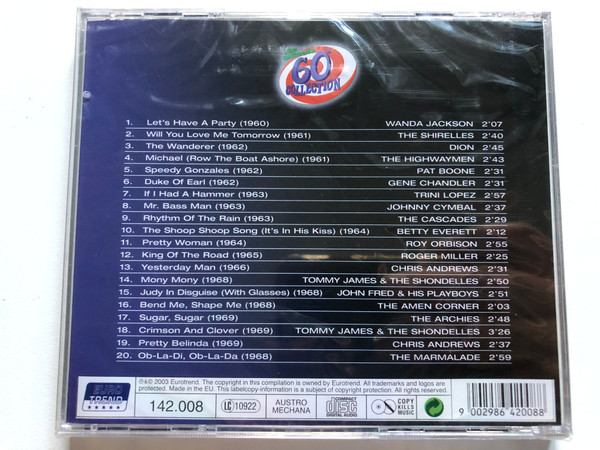 60
COLLECTION
1. Let's Have A Party (1960) WANDA JACKSON 2'07
2. Will You Love Me Tomorrow (1961) THE SHIRELLES 2'40
3. The Wanderer (1962) DION 2'45
4. Michael (Row The Boat Ashore) (1961) THE HIGHWAYMEN 2'43
5. Speedy Gonzales (1962) PAT BOONE 2'31
6. Duke Of Earl (1962) GENE CHANDLER 2'31
7. If I Had A Hammer (1963) TRINI LOPEZ 2'57
8. Mr. Bass Man (1963) JOHNNY CYMBAL 2'37
9. Rhythm Of The Rain (1963) THE CASCADES 2'29
10. The Shoop Shoop Song (It's In His Kiss) (1964) BETTY EVERETT 2'12
11. Pretty Woman (1964) ROY ORBISON 2'55
12. King Of The Road (1965) ROGER MILLER 2'25
13. Yesterday Man (1966) CHRIS ANDREWS 2'31
14. Mony Mony (1968) TOMMY JAMES & THE SHONDELLES 2'50
15. Judy In Disguise (With Glasses) (1968) JOHN FRED & HIS PLAYBOYS 2'51
16. Bend Me, Shape Me (1968) THE AMEN CORNER 2'03
17. Sugar, Sugar (1969) THE ARCHIES 2'48
18. Crimson And Clover (1969) TOMMY JAMES & THE SHONDELLES 3'26
19. Pretty Belinda (1969) CHRIS ANDREWS 2'37
20. Ob-La-Di, Ob-La-Da (1968) THE MARMALADE 2'59
℗&© 2003 Eurotrend. The copyright in this compilation is owned by Eurotrend. All trademarks and logos are
protected. Made in the EU. This labelcopy-information is a subject of copyright protection. All rights reserved.
EURO
TREND
142.008
LC 10922
AUSTRO
MECHANA
COMPACT
disc
DIGITAL AUDIO
COPY
KILLS
MUSIC
9 002986 420088